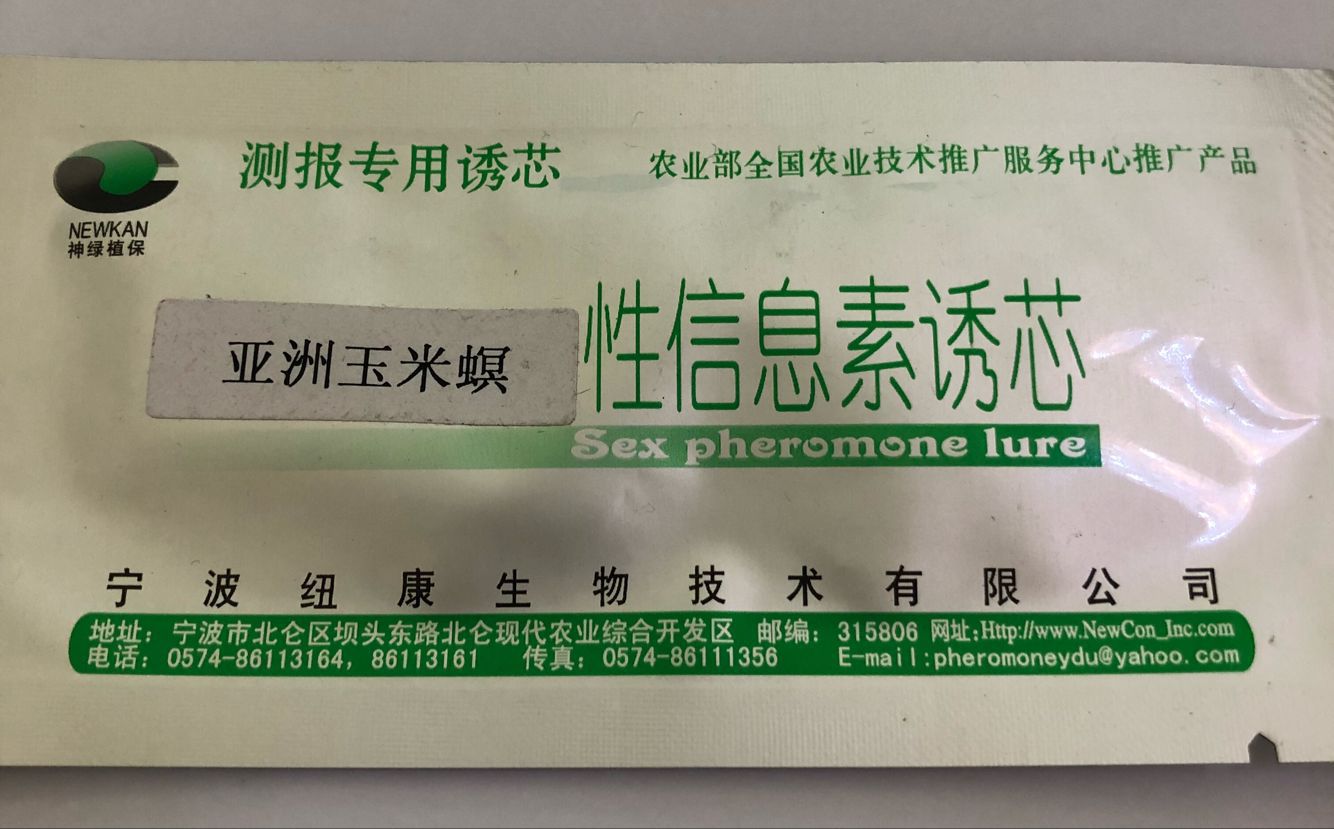 测报专用诱芯
农业部全国农业技术推广服务中心推广产品
NEWKAN
神绿植保
亚洲玉米螟
性信息素诱芯
Sex pheromone lure
宁波纽康生物技术有限公司
地址：宁波市北仑区坝头东路北仑现代农业综合开发区 邮编：315806 网址:Http://www.NewCon_Inc.com
电话：0574-86113164，86113161 传真：0574-86111356 E-mail:pheromoneydu@yahoo.com